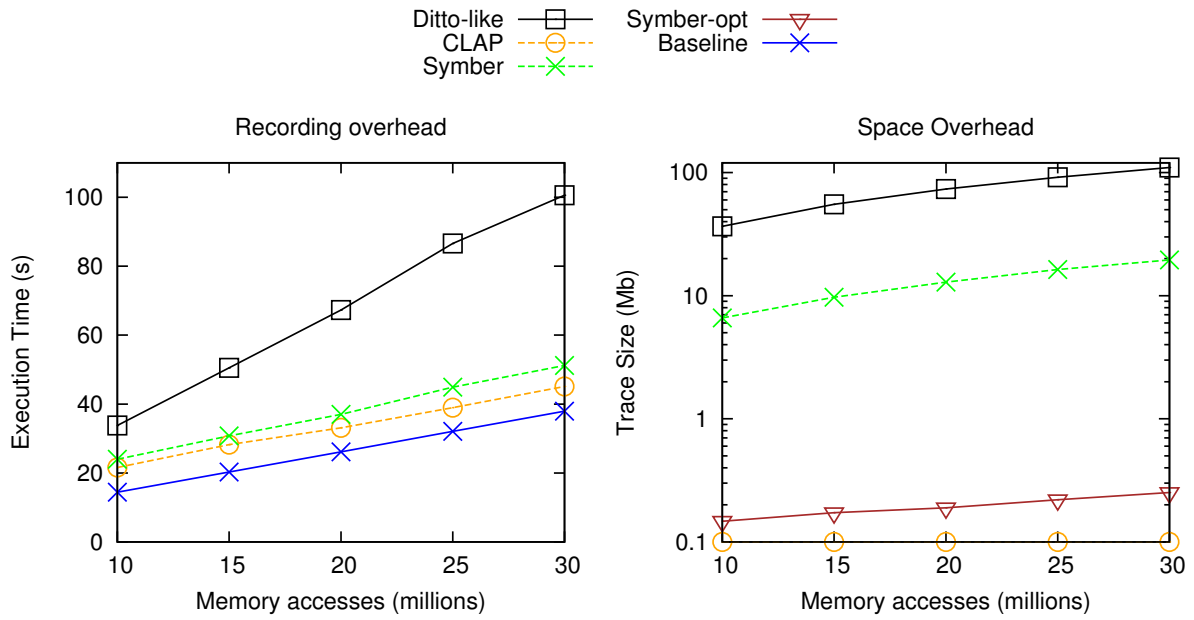 Ditto-like
CLAP
Symber
Symber-opt
Baseline
Recording overhead
Execution Time (s)
100
80
60
40
20
0
10 15 20 25 30
Memory accesses (millions)
Space Overhead
Trace Size (Mb)
100
10
1
0.1
10 15 20 25 30
Memory accesses (millions)